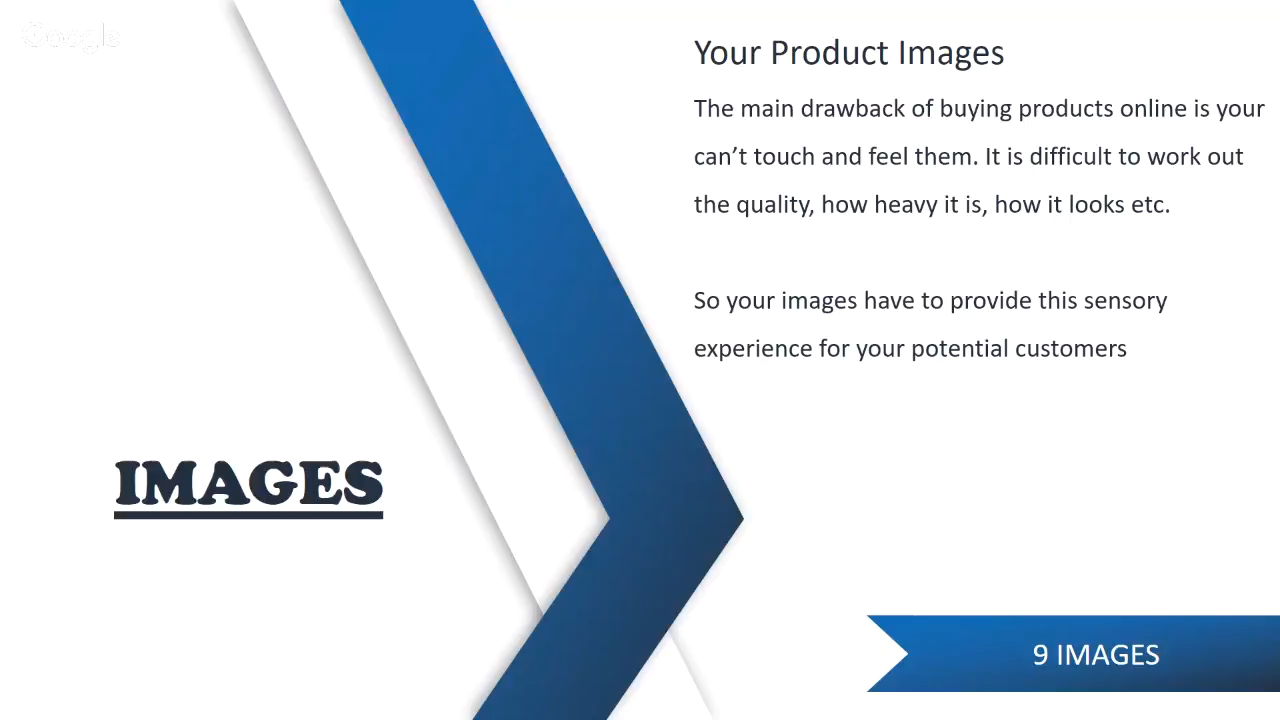 Google
Your Product Images
The main drawback of buying products online is your
can’t touch and feel them. It is difficult to work out
the quality, how heavy it is, how it looks etc.
So your images have to provide this sensory
experience for your potential customers
IMAGES
9 IMAGES